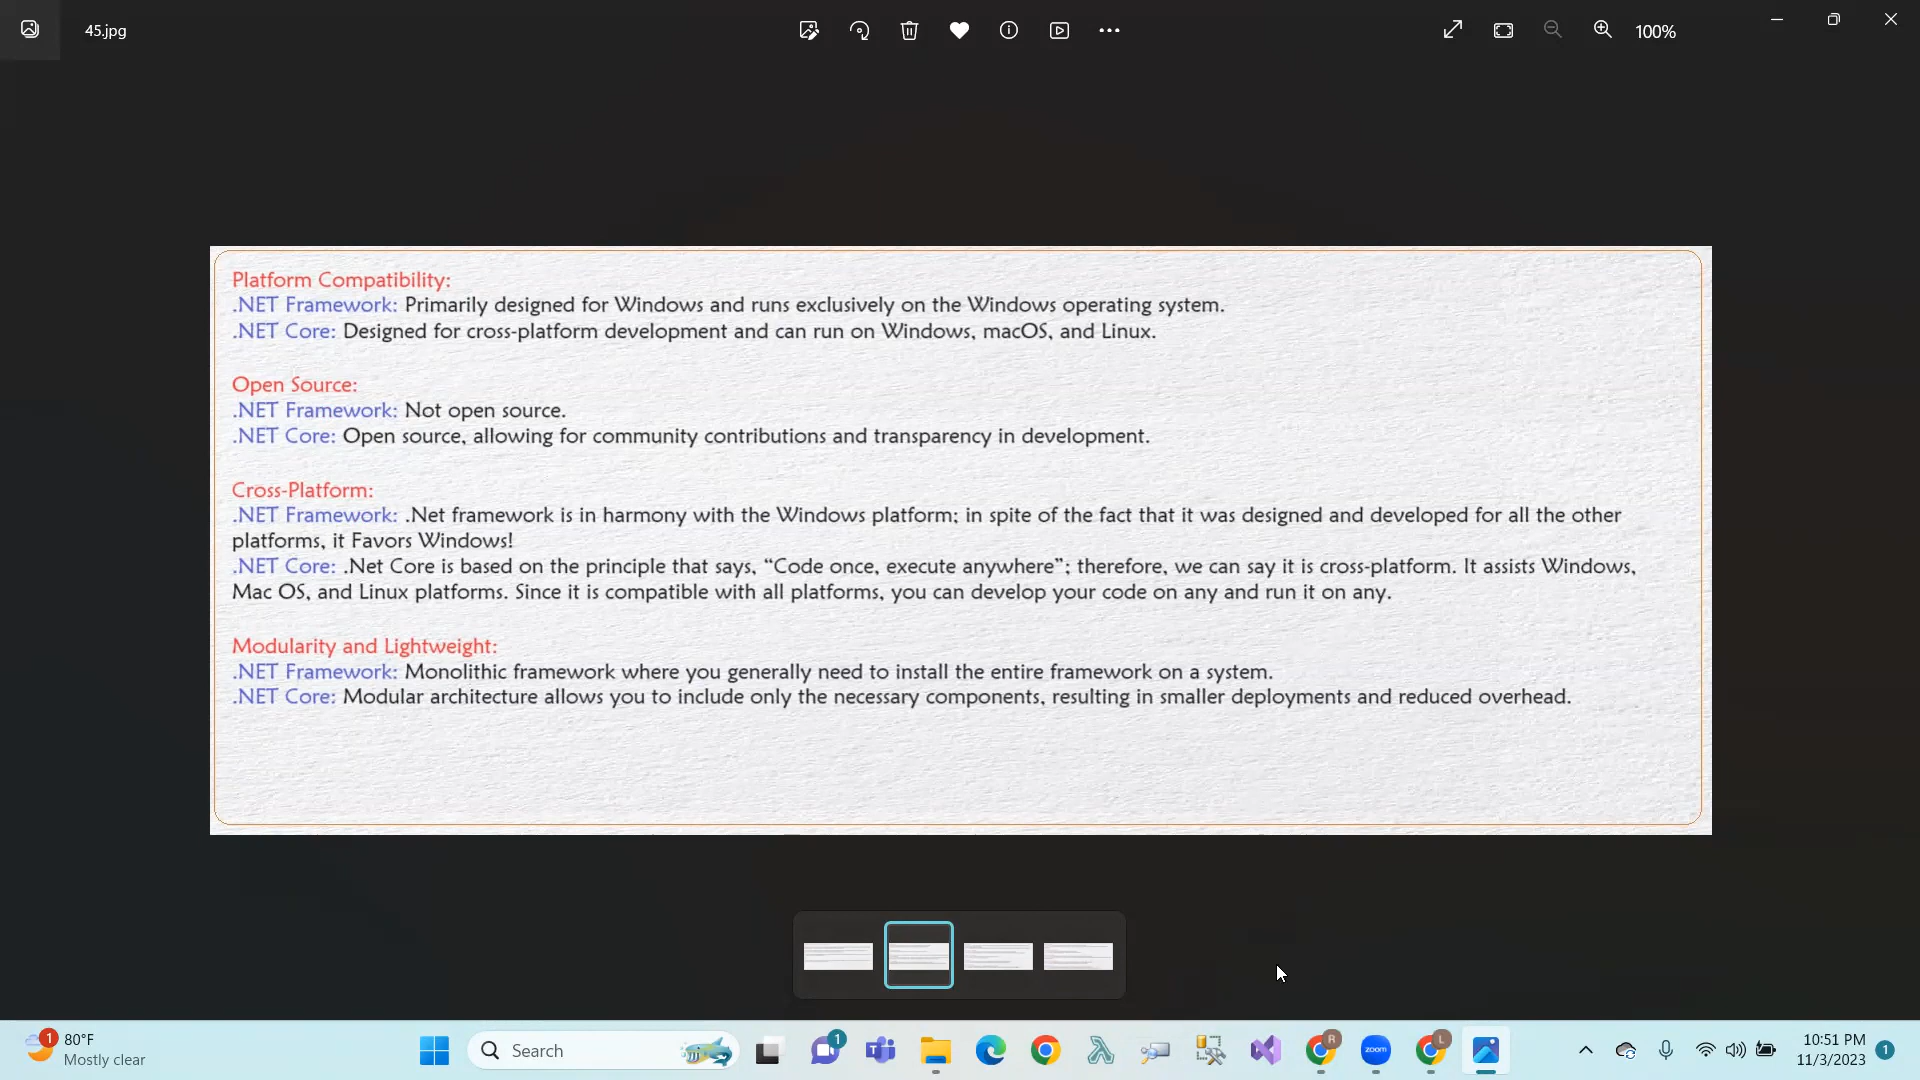 45.jpg
100%
Platform Compatibility:
.NET Framework: Primarily designed for Windows and runs exclusively on the Windows operating system.
.NET Core: Designed for cross-platform development and can run on Windows, macOS, and Linux.
Open Source:
.NET Framework: Not open source.
.NET Core: Open source, allowing for community contributions and transparency in development.
Cross-Platform:
.NET Framework: .Net framework is in harmony with the Windows platform; in spite of the fact that it was designed and developed for all the other
platforms, it Favors Windows!
.NET Core: .Net Core is based on the principle that says, “Code once, execute anywhere”; therefore, we can say it is cross-platform. It assists Windows,
Mac OS, and Linux platforms. Since it is compatible with all platforms, you can develop your code on any and run it on any.
Modularity and Lightweight:
.NET Framework: Monolithic framework where you generally need to install the entire framework on a system.
.NET Core: Modular architecture allows you to include only the necessary components, resulting in smaller deployments and reduced overhead.
1
80°F
Mostly clear
Search
1
R
zoom
L
10:51 PM
11/3/2023
1